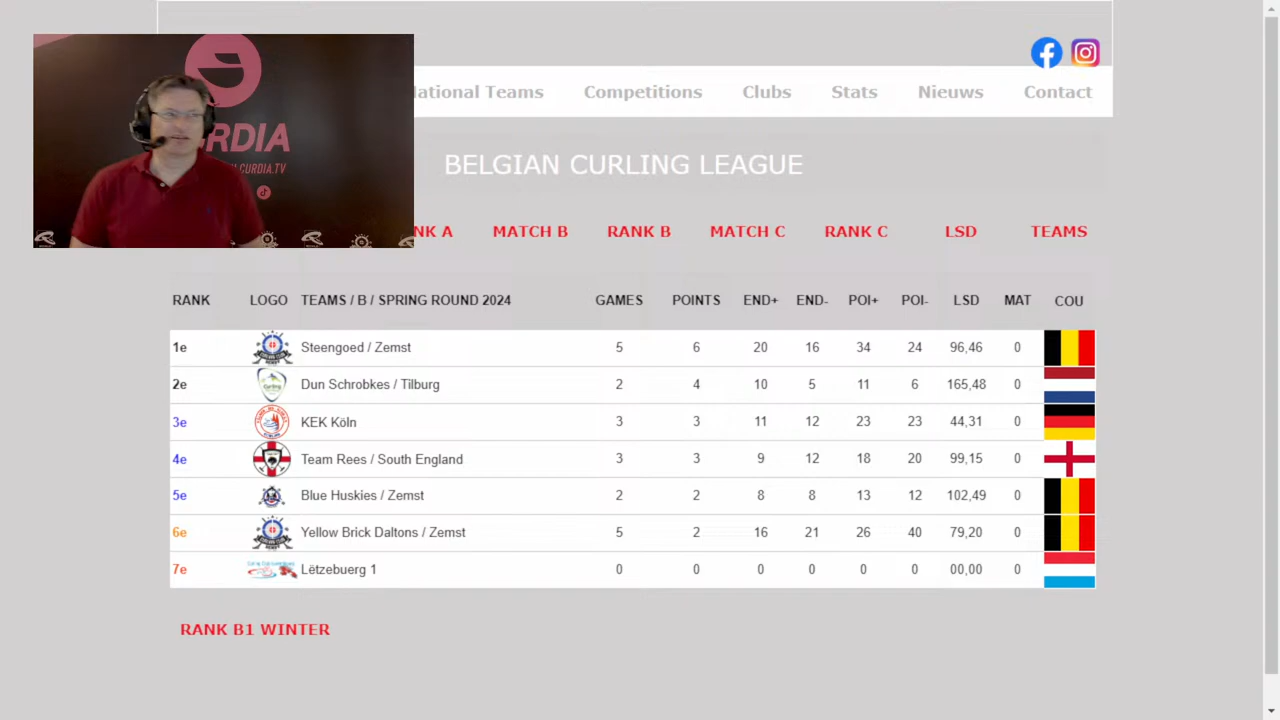 National Teams Competitions Clubs Stats Nieuws Contact
CURDIA
CURDIA.TV
BELGIAN CURLING LEAGUE
NK A MATCH B RANK B MATCH C RANK C LSD TEAMS
RANK LOGO TEAMS / B / SPRING ROUND 2024 GAMES POINTS END+ END- POI+ POI- LSD MAT COU
1e Steengoed / Zemst 5 6 20 16 34 24 96,46 0
2e Dun Schrobkes / Tilburg 2 4 10 5 11 6 165,48 0
3e KEK Köln 3 3 11 12 23 23 44,31 0
4e Team Rees / South England 3 3 9 12 18 20 99,15 0
5e Blue Huskies / Zemst 2 2 8 8 13 12 102,49 0
6e Yellow Brick Daltons / Zemst 5 2 16 21 26 40 79,20 0
7e Lëtzebuerg 1 0 0 0 0 0 0 00,00 0
RANK B1 WINTER